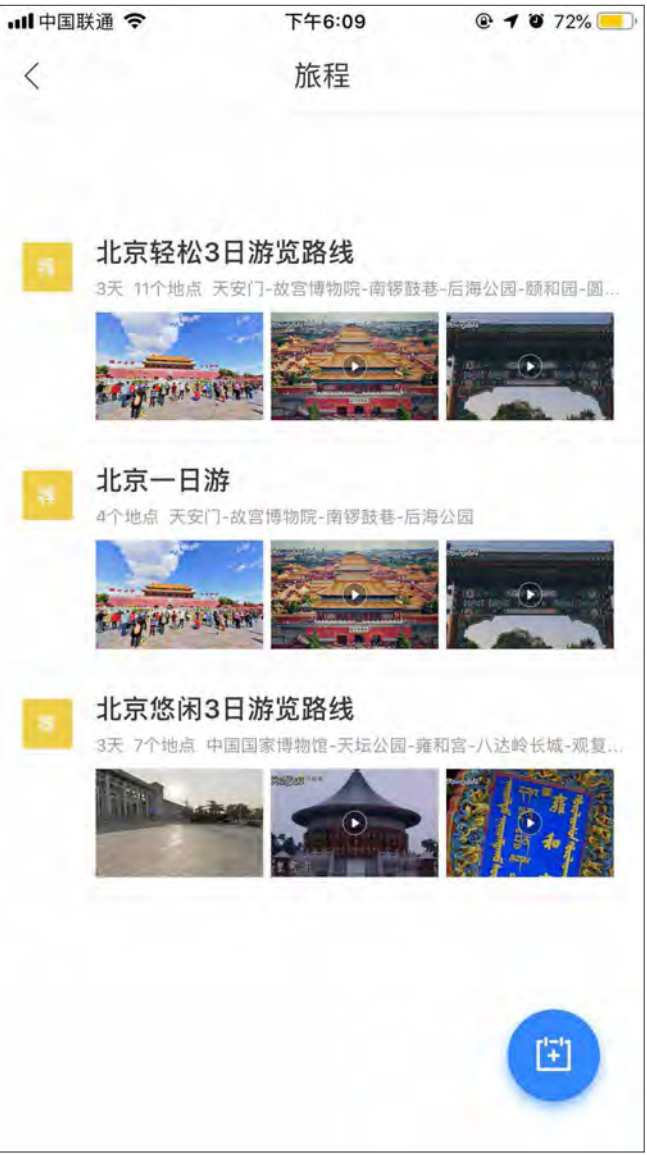 中国联通
下午6:09
72%
旅程
北京轻松3日游览路线
3天 11个地点 天安门-故宫博物院-南锣鼓巷-后海公园-颐和园-圆...
北京一日游
4个地点 天安门-故宫博物院-南锣鼓巷-后海公园
北京悠闲3日游览路线
3天 7个地点 中国国家博物馆-天坛公园-雍和宫-八达岭长城-观复...
雍
和